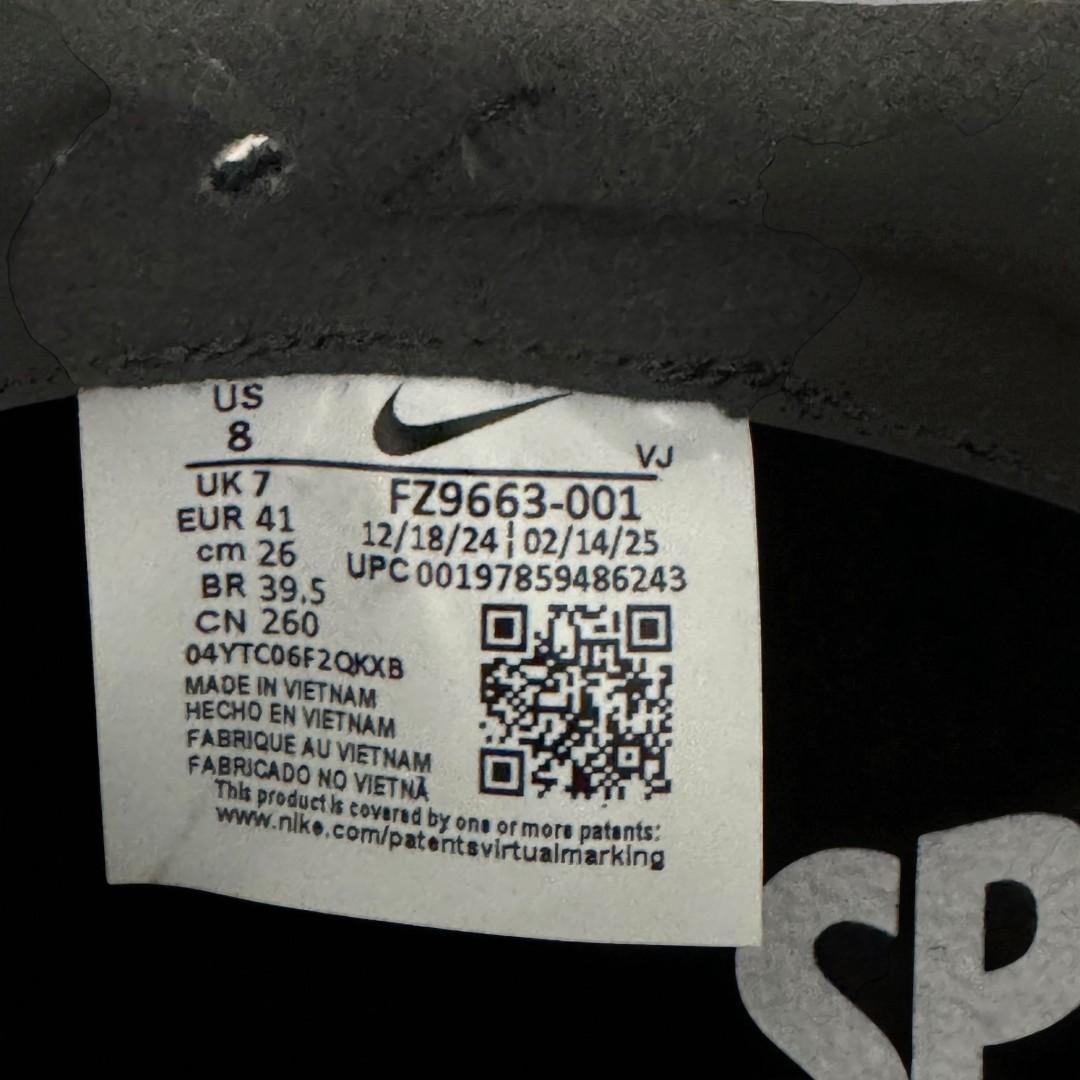 US
8
VJ
UK 7
EUR 41
cm 26
BR 39.5
CN 260
FZ9663-001
12/18/24 | 02/14/25
UPC 00197859486243
04YTC06F2QKXB
MADE IN VIETNAM
HECHO EN VIETNAM
FABRIQUE AU VIETNAM
FABRICADO NO VIETNÃ
This product is covered by one or more patents:
www.nike.com/patentsvirtualmarking
SP